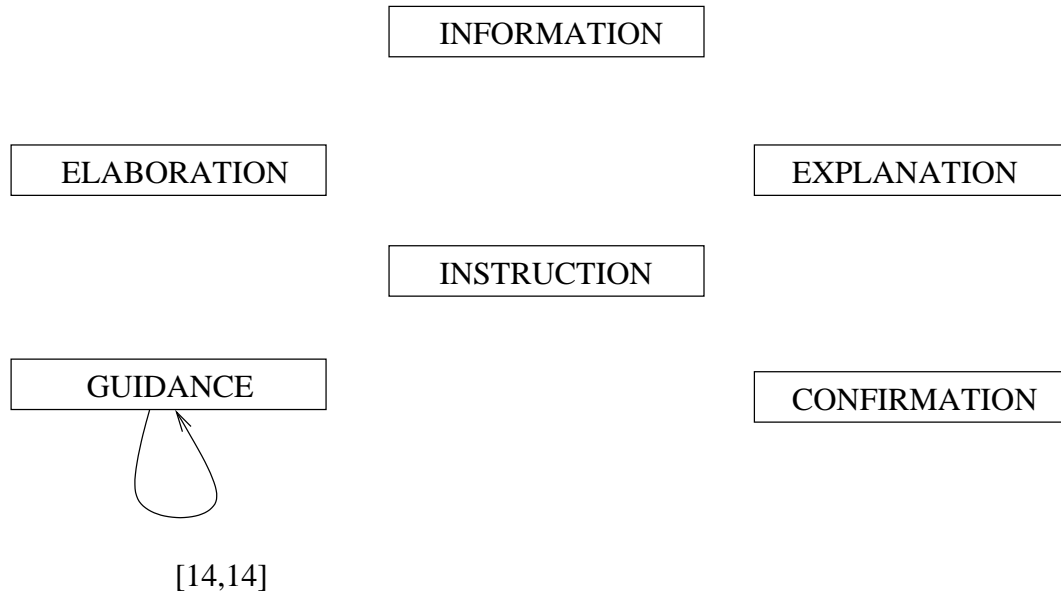 INFORMATION
ELABORATION
EXPLANATION
INSTRUCTION
GUIDANCE
CONFIRMATION
[14,14]